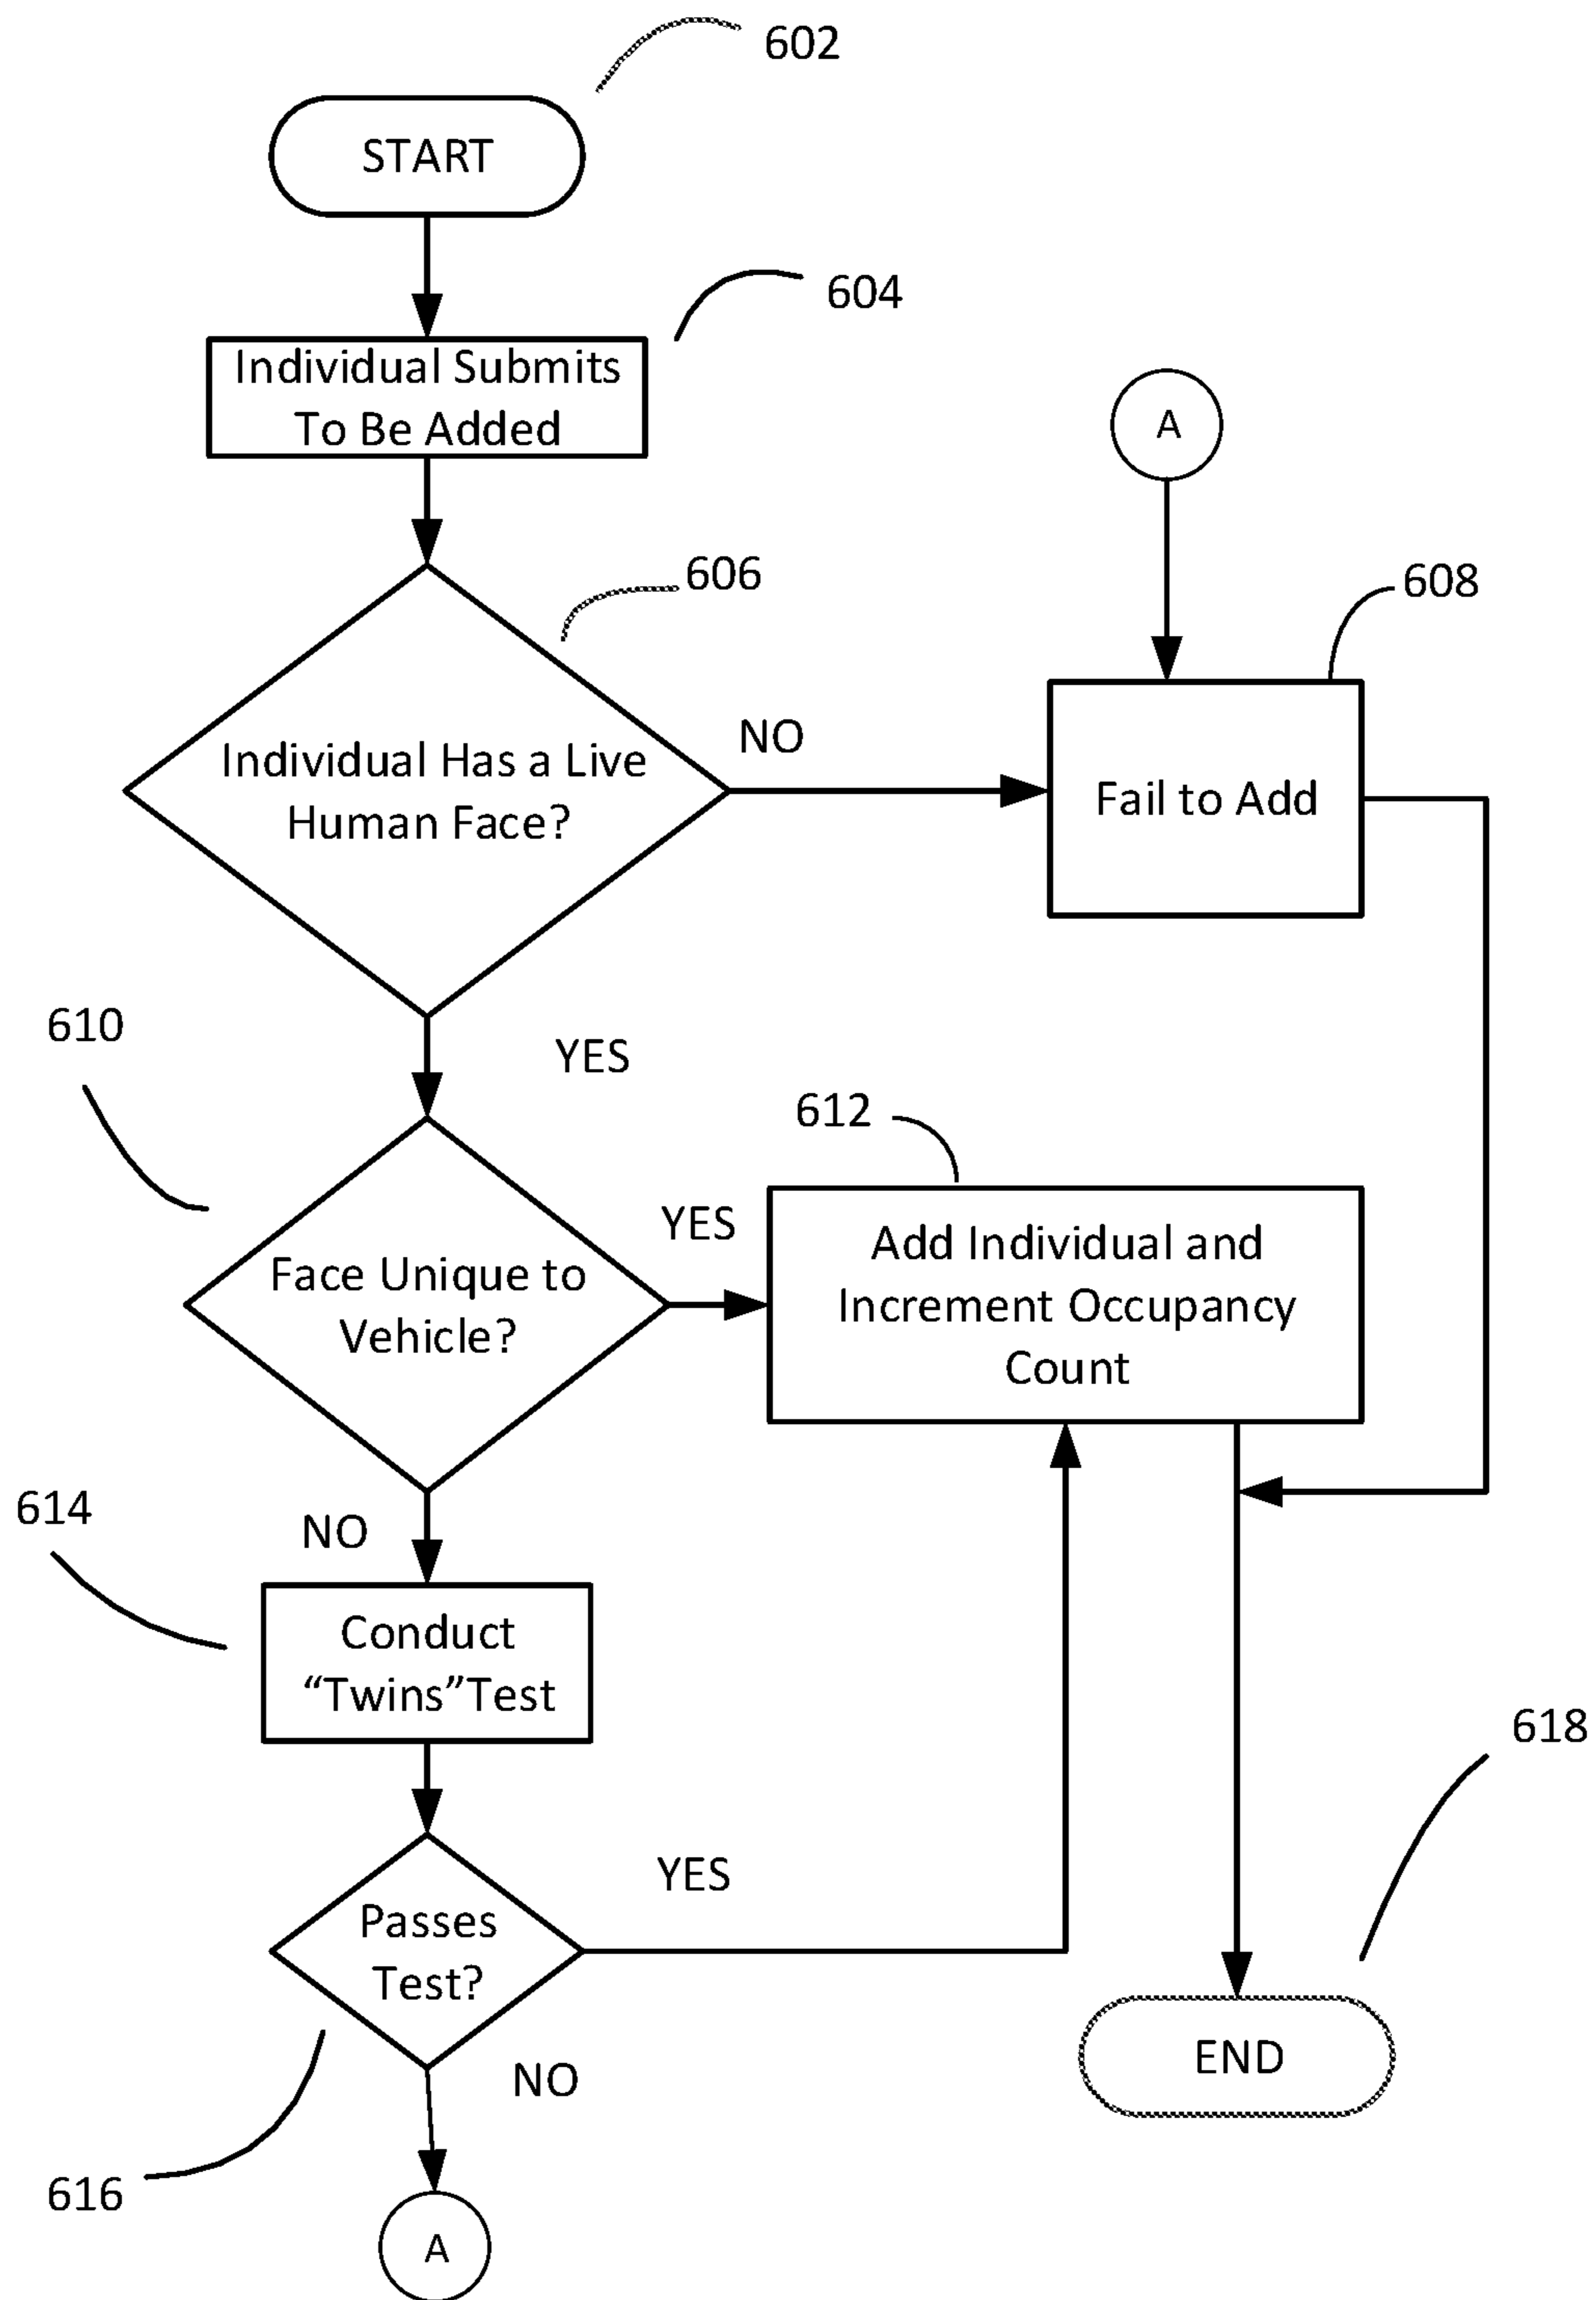 602
START
604
Individual Submits
To Be Added
A
606
608
Individual Has a Live
Human Face?
NO
Fail to Add
610
YES
612
Face Unique to
Vehicle?
YES
Add Individual and
Increment Occupancy
Count
614
NO
Conduct
“Twins”Test
618
Passes
Test?
YES
END
NO
616
A